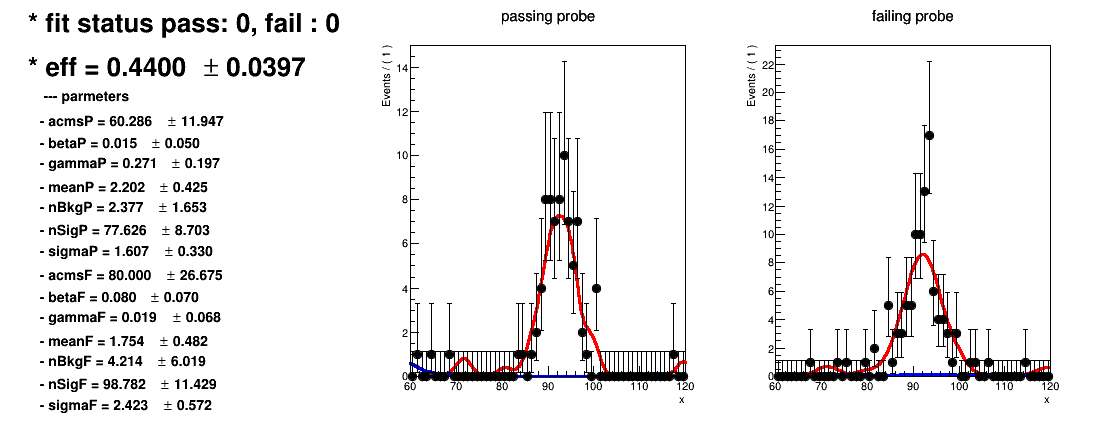 * fit status pass: 0, fail : 0
* eff = 0.4400 ± 0.0397
--- parmeters
- acmsP = 60.286 ± 11.947
- betaP = 0.015 ± 0.050
- gammaP = 0.271 ± 0.197
- meanP = 2.202 ± 0.425
- nBkgP = 2.377 ± 1.653
- nSigP = 77.626 ± 8.703
- sigmaP = 1.607 ± 0.330
- acmsF = 80.000 ± 26.675
- betaF = 0.080 ± 0.070
- gammaF = 0.019 ± 0.068
- meanF = 1.754 ± 0.482
- nBkgF = 4.214 ± 6.019
- nSigF = 98.782 ± 11.429
- sigmaF = 2.423 ± 0.572
passing probe
Events / ( 1 )
14
12
10
8
6
4
2
0
60 70 80 90 100 110 120
x
failing probe
Events / ( 1 )
22
20
18
16
14
12
10
8
6
4
2
0
60 70 80 90 100 110 120
x